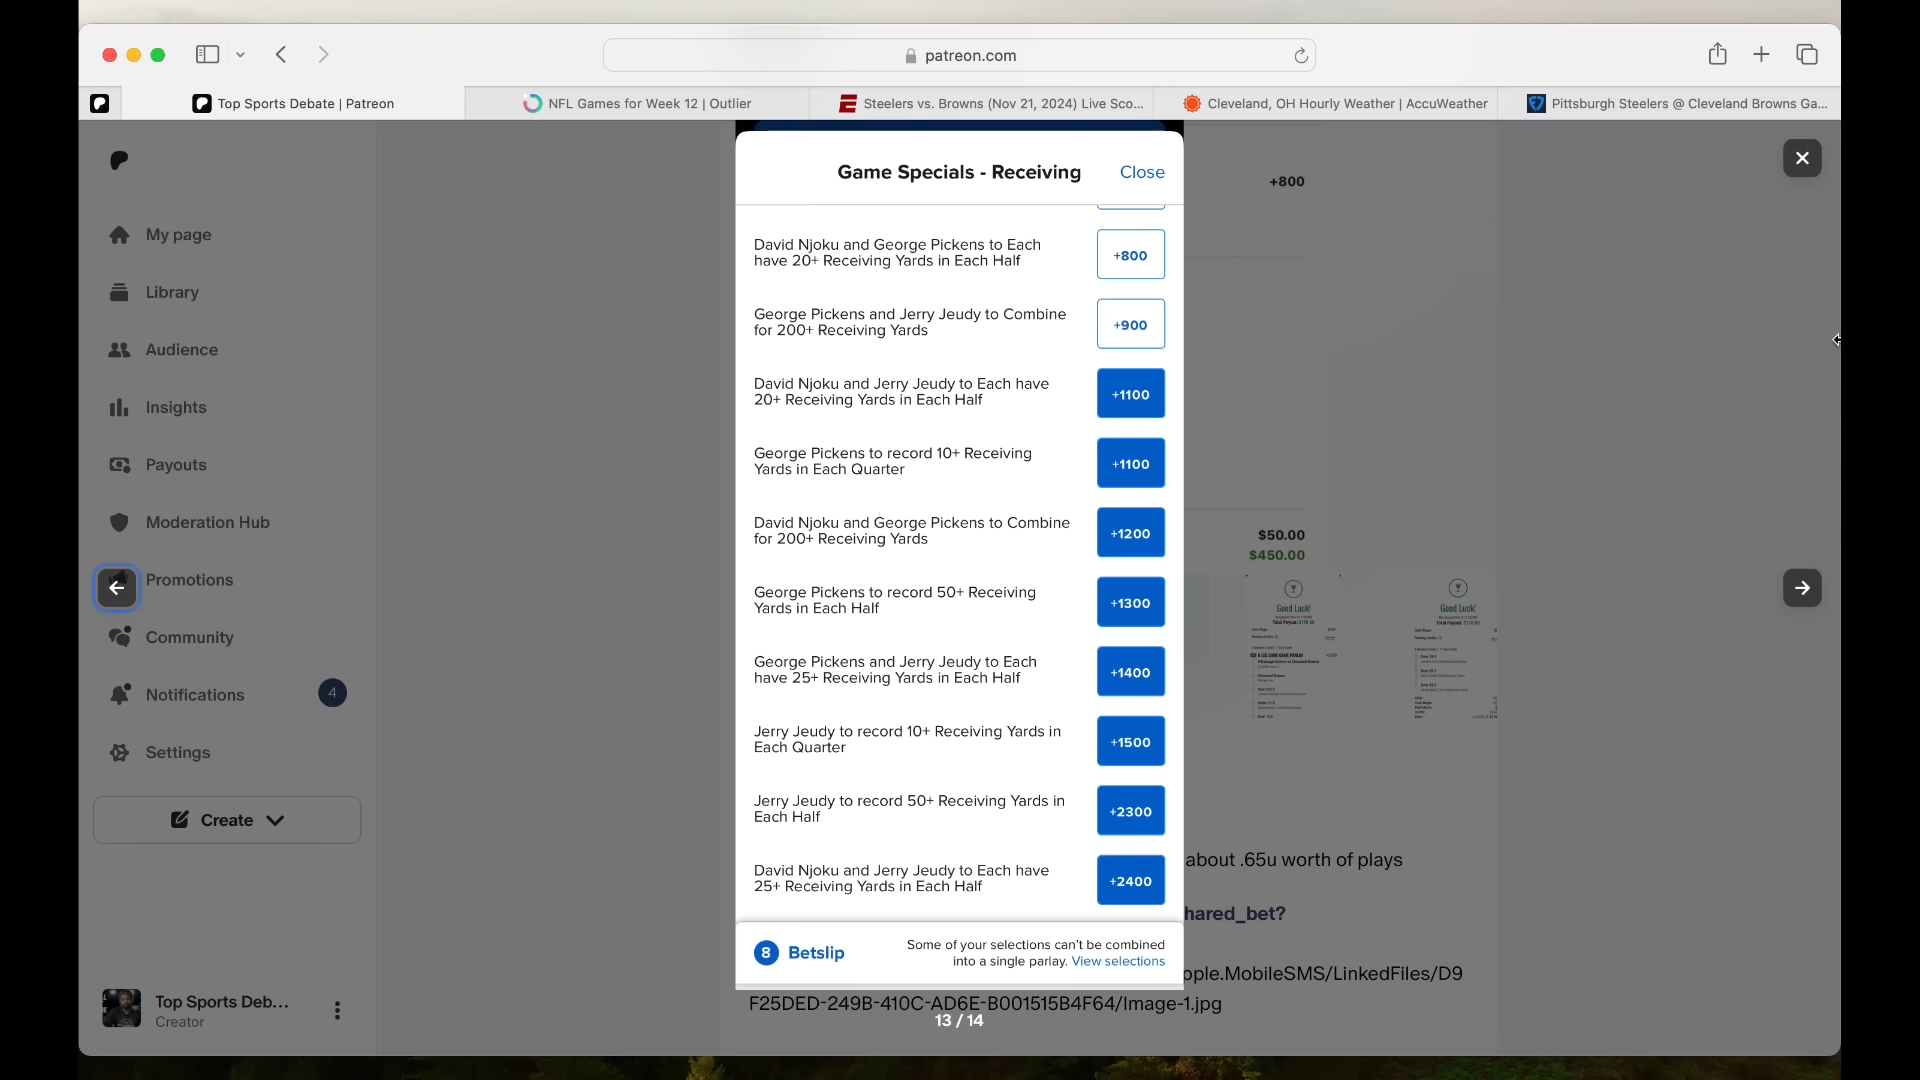 patreon.com
Top Sports Debate | Patreon
NFL Games for Week 12 | Outlier
Steelers vs. Browns (Nov 21, 2024) Live Sco...
Cleveland, OH Hourly Weather | AccuWeather
Pittsburgh Steelers @ Cleveland Browns Ga...
My page
Library
Audience
Insights
Payouts
Moderation Hub
Promotions
Community
Notifications
4
Settings
Create
Top Sports Deb...
Creator
Game Specials - Receiving
Close
+800
David Njoku and George Pickens to Each
have 20+ Receiving Yards in Each Half
+800
George Pickens and Jerry Jeudy to Combine
for 200+ Receiving Yards
+900
David Njoku and Jerry Jeudy to Each have
20+ Receiving Yards in Each Half
+1100
George Pickens to record 10+ Receiving
Yards in Each Quarter
+1100
David Njoku and George Pickens to Combine
for 200+ Receiving Yards
+1200
George Pickens to record 50+ Receiving
Yards in Each Half
+1300
George Pickens and Jerry Jeudy to Each
have 25+ Receiving Yards in Each Half
+1400
Jerry Jeudy to record 10+ Receiving Yards in
Each Quarter
+1500
Jerry Jeudy to record 50+ Receiving Yards in
Each Half
+2300
David Njoku and Jerry Jeudy to Each have
25+ Receiving Yards in Each Half
+2400
8 Betslip
Some of your selections can't be combined
into a single parlay. View selections
$50.00
$450.00
Good Luck!
Good Luck!
about .65u worth of plays
hared_bet?
pple.MobileSMS/LinkedFiles/D9
F25DED-249B-410C-AD6E-B001515B4F64/Image-1.jpg
13 / 14